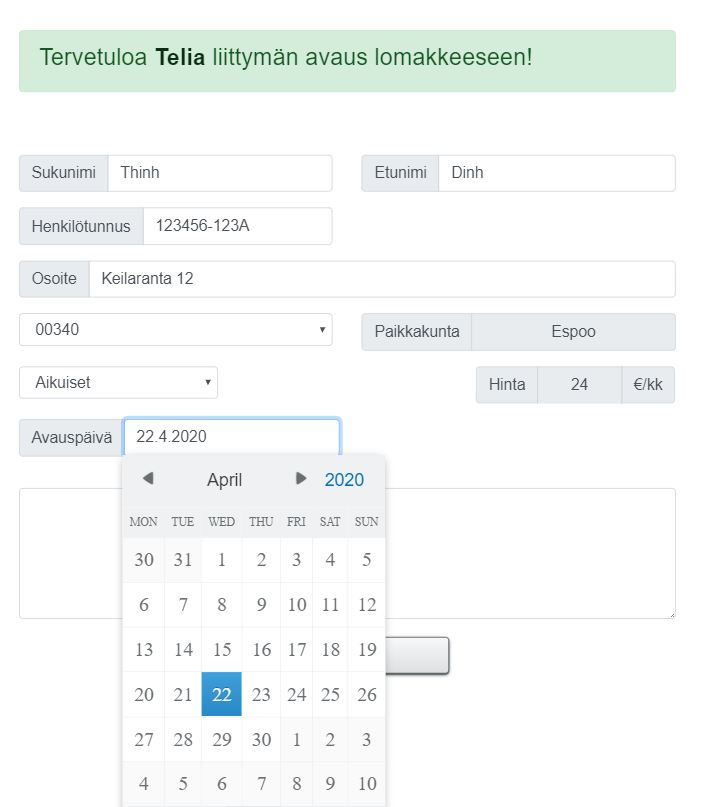 Tervetuloa Telia liittymän avaus lomakkeeseen!
Sukunimi Thinh Etunimi Dinh
Henkilötunnus 123456-123A
Osoite Keilaranta 12
00340 Paikkakunta Espoo
Aikuiset Hinta 24 €/kk
Avauspäivä 22.4.2020
April 2020
MON TUE WED THU FRI SAT SUN
30 31 1 2 3 4 5
6 7 8 9 10 11 12
13 14 15 16 17 18 19
20 21 22 23 24 25 26
27 28 29 30 1 2 3
4 5 6 7 8 9 10